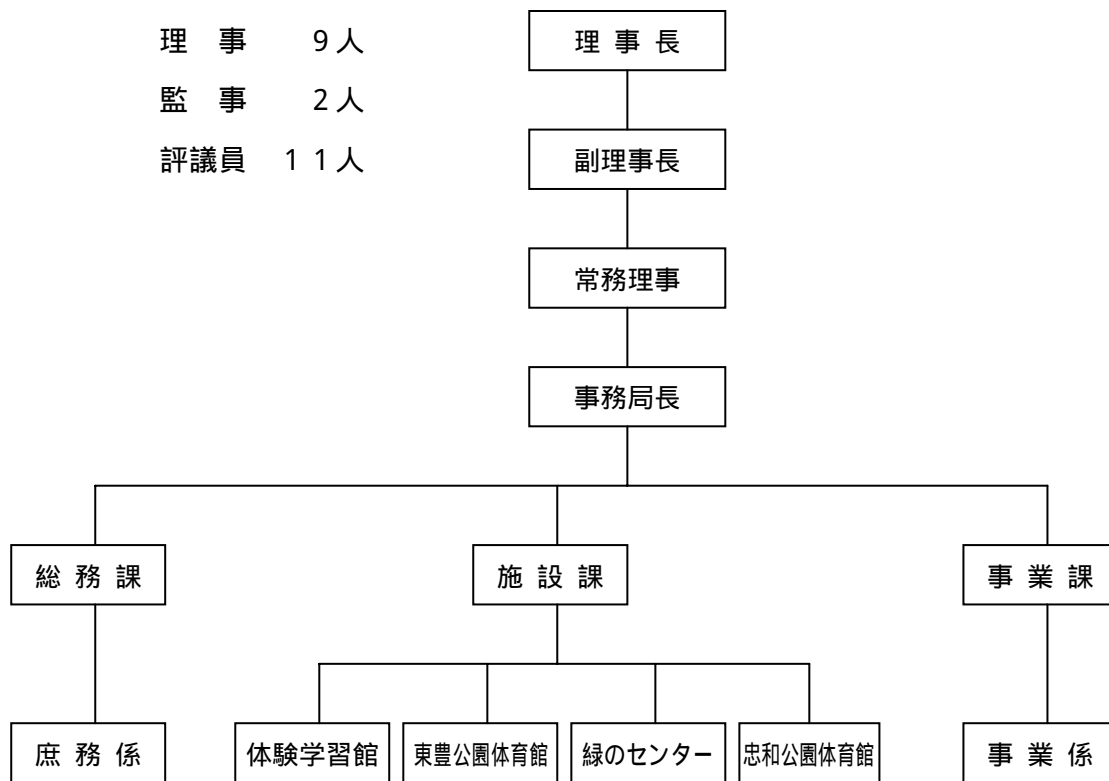 理　事　　9人
監　事　　2人
評議員　11人
理事長
副理事長
常務理事
事務局長
総務課
施設課
事業課
庶務係
体験学習館
東豊公園体育館
緑のセンター
忠和公園体育館
事業係